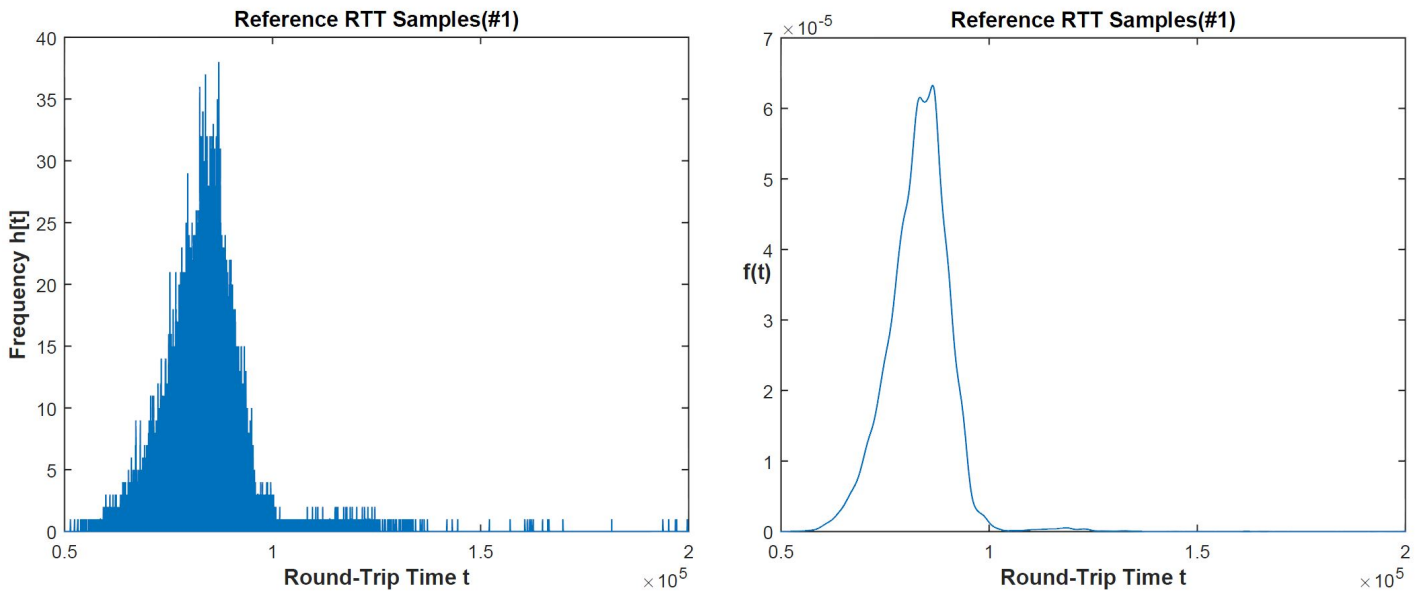 Reference RTT Samples(#1)
40
35
30
25
20
15
10
5
0
Frequency h[t]
0.5 1 1.5 2
× 10^5
Round-Trip Time t
Reference RTT Samples(#1)
× 10^-5
7
6
5
4
3
2
1
0
f(t)
0.5 1 1.5 2
× 10^5
Round-Trip Time t